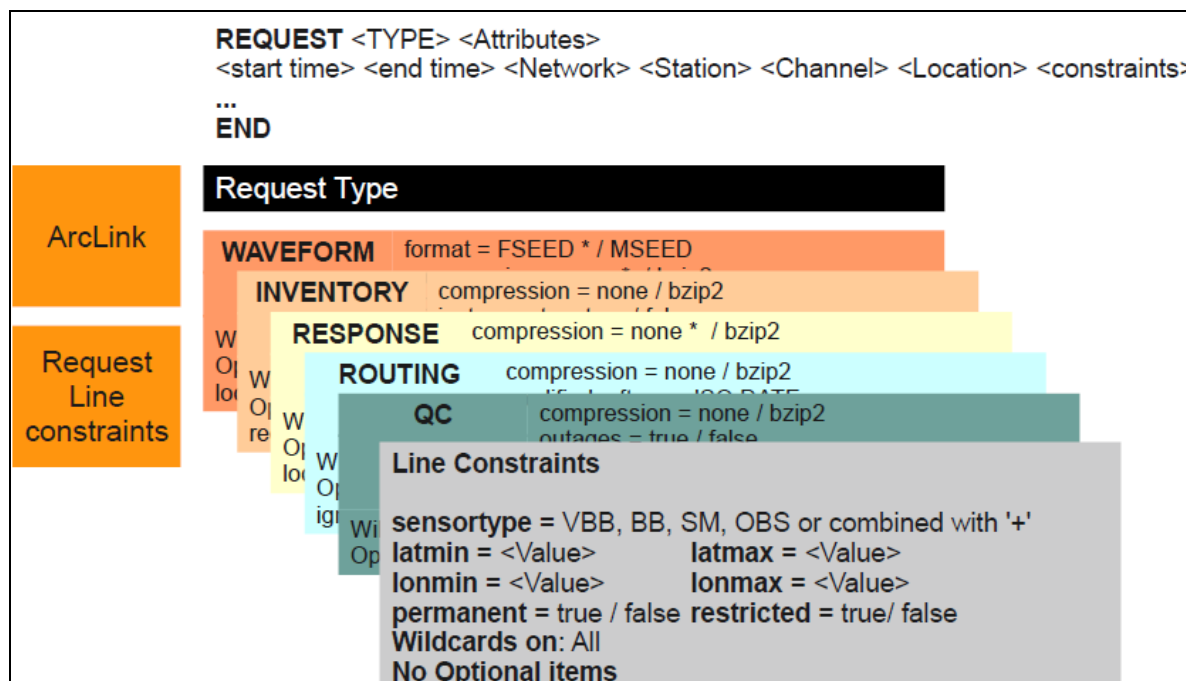 REQUEST <TYPE> <Attributes>
<start time> <end time> <Network> <Station> <Channel> <Location> <constraints>
...
END
ArcLink
Request Type
WAVEFORM format = FSEED * / MSEED
INVENTORY compression = none / bzip2
Request
Line
constraints
RESPONSE compression = none * / bzip2
ROUTING compression = none / bzip2
QC compression = none / bzip2
outages = true / false
Line Constraints
sensortype = VBB, BB, SM, OBS or combined with '+'
latmin = <Value> latmax = <Value>
lonmin = <Value> lonmax = <Value>
permanent = true / false restricted = true/ false
Wildcards on: All
No Optional items